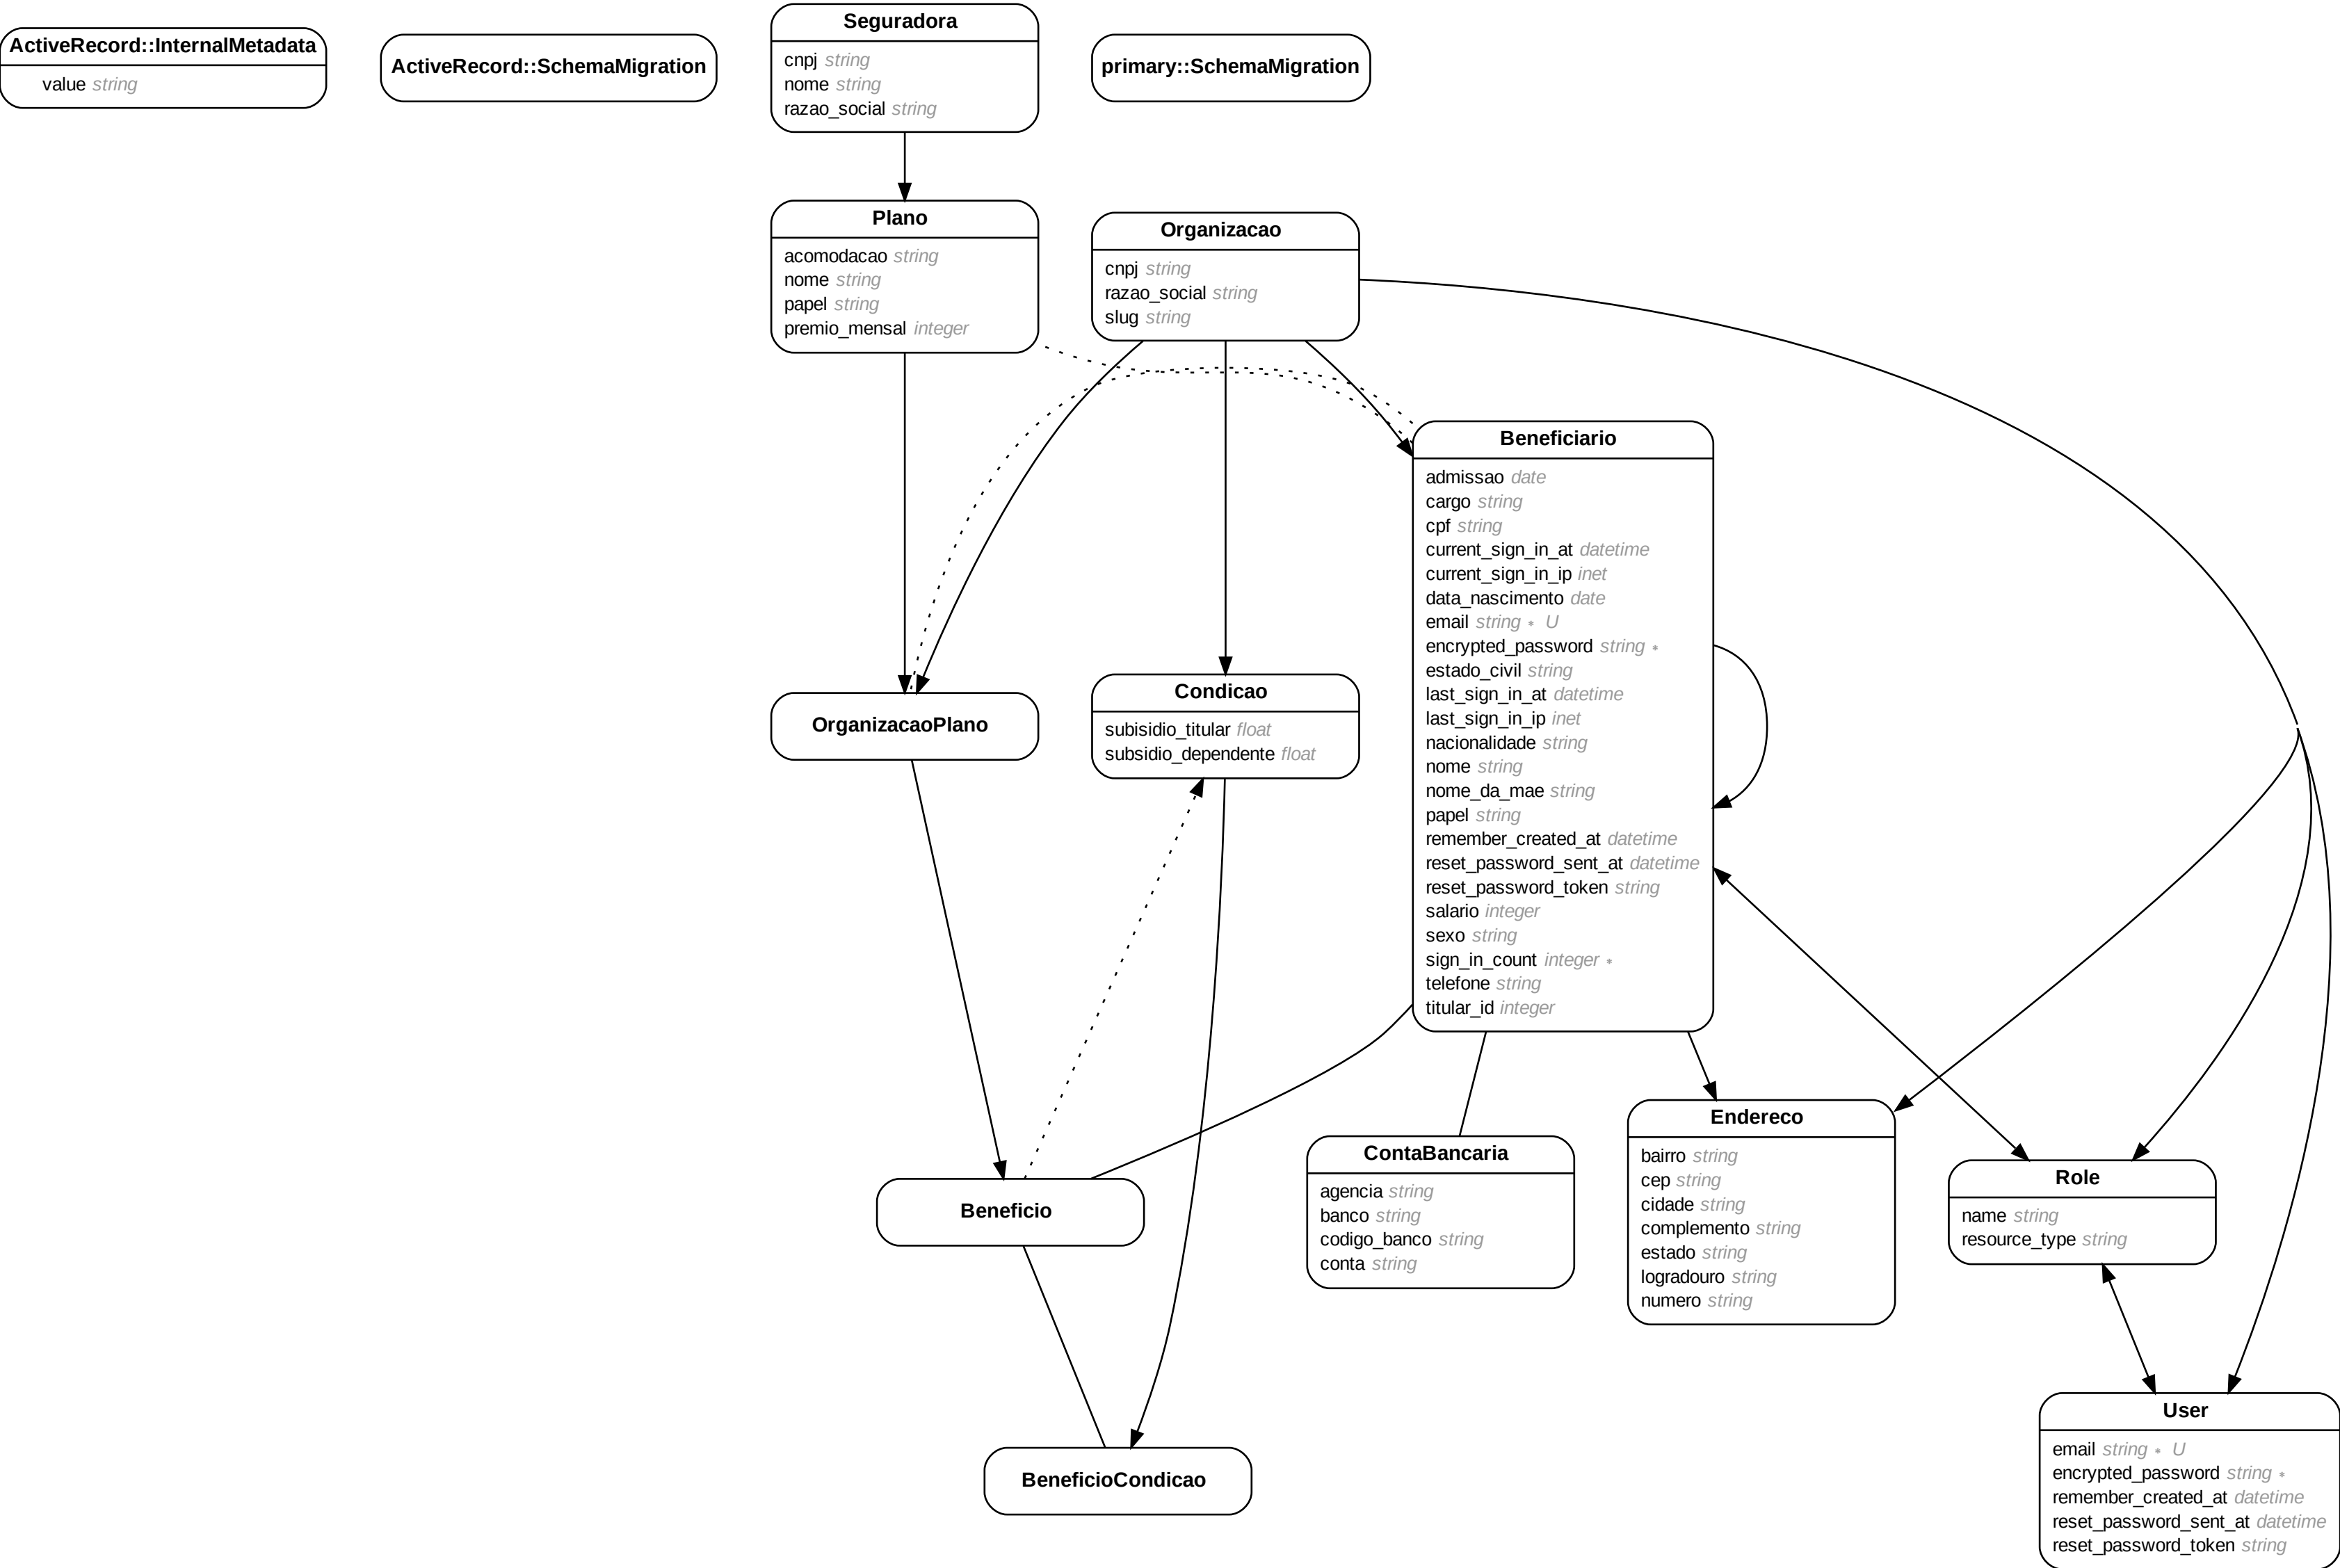 ActiveRecord::InternalMetadata
value string
ActiveRecord::SchemaMigration
Seguradora
cnpj string
nome string
razao_social string
primary::SchemaMigration
Plano
acomodacao string
nome string
papel string
premio_mensal integer
Organizacao
cnpj string
razao_social string
slug string
Beneficiario
admissao date
cargo string
cpf string
current_sign_in_at datetime
current_sign_in_ip inet
data_nascimento date
email string * U
encrypted_password string *
estado_civil string
last_sign_in_at datetime
last_sign_in_ip inet
nacionalidade string
nome string
nome_da_mae string
papel string
remember_created_at datetime
reset_password_sent_at datetime
reset_password_token string
salario integer
sexo string
sign_in_count integer *
telefone string
titular_id integer
OrganizacaoPlano
Condicao
subisidio_titular float
subsidio_dependente float
Beneficio
ContaBancaria
agencia string
banco string
codigo_banco string
conta string
Endereco
bairro string
cep string
cidade string
complemento string
estado string
logradouro string
numero string
Role
name string
resource_type string
BeneficioCondicao
User
email string * U
encrypted_password string *
remember_created_at datetime
reset_password_sent_at datetime
reset_password_token string